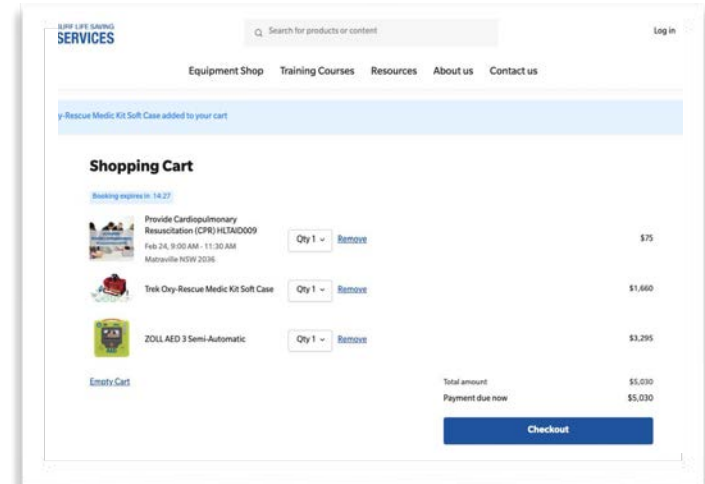 SURF LIFE SAVING
SERVICES
Search for products or content
Log in
Equipment Shop Training Courses Resources About us Contact us
y-Rescue Medic Kit Soft Case added to your cart
Shopping Cart
Booking expires in 14:27
Provide Cardiopulmonary
Resuscitation (CPR) HLTAID009
Qty 1 Remove $75
Feb 24, 9:00 AM - 11:30 AM
Matraville NSW 2036
Trek Oxy-Rescue Medic Kit Soft Case Qty 1 Remove $1,660
ZOLL AED 3 Semi-Automatic Qty 1 Remove $3,295
Empty Cart Total amount $5,030
Payment due now $5,030
Checkout